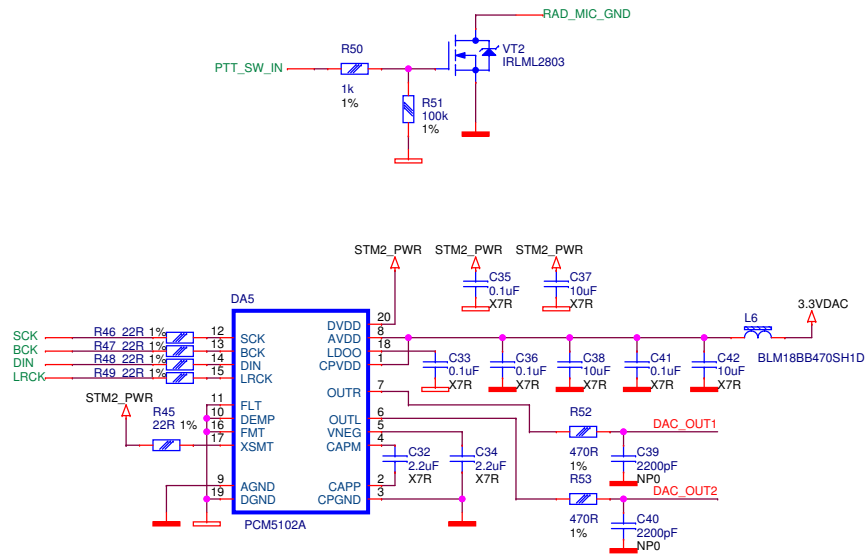 RAD_MIC_GND
R50
VT2
PTT_SW_IN
IRLML2803
1k
1%
R51
100k
1%
STM2_PWR
STM2_PWR
STM2_PWR
C35
0.1uF
X7R
C37
10uF
X7R
3.3VDAC
L6
BLM18BB470SH1D
DA5
SCK
R46 22R 1%
12
SCK
BCK
R47 22R 1%
13
BCK
DIN
R48 22R 1%
14
DIN
LRCK
R49 22R 1%
15
LRCK
DVDD
20
AVDD
8
LDOO
18
CPVDD
1
C33
0.1uF
X7R
C36
0.1uF
X7R
C38
10uF
X7R
C41
0.1uF
X7R
C42
10uF
X7R
STM2_PWR
R45
22R 1%
11
FLT
10
DEMP
16
FMT
17
XSMT
OUTR
7
OUTL
6
VNEG
5
CAPM
4
R52
470R
1%
DAC_OUT1
C39
2200pF
NP0
C32
2.2uF
X7R
C34
2.2uF
X7R
9
AGND
19
DGND
CAPP
2
CPGND
3
R53
470R
1%
DAC_OUT2
C40
2200pF
NP0
PCM5102A